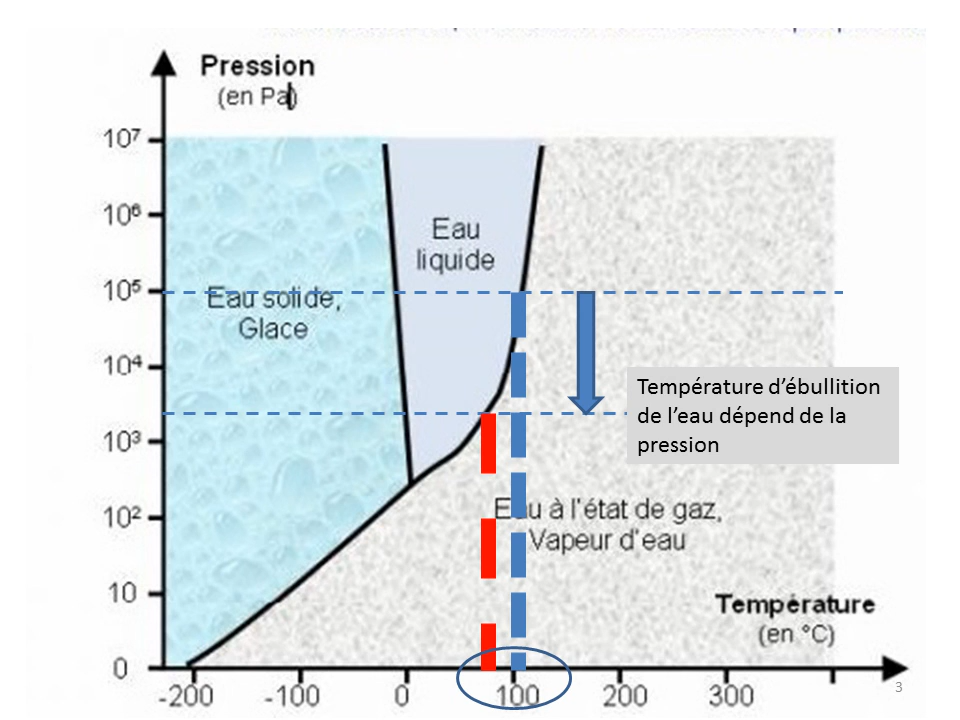 Pression
(en Pa)
10⁷
10⁶
Eau
liquide
10⁵
Eau solide,
Glace
10⁴
Température d’ébullition
de l’eau dépend de la
pression
10³
10²
Eau à l'état de gaz,
Vapeur d'eau
10
Température
(en °C)
0
-200
-100
0
100
200
300
3